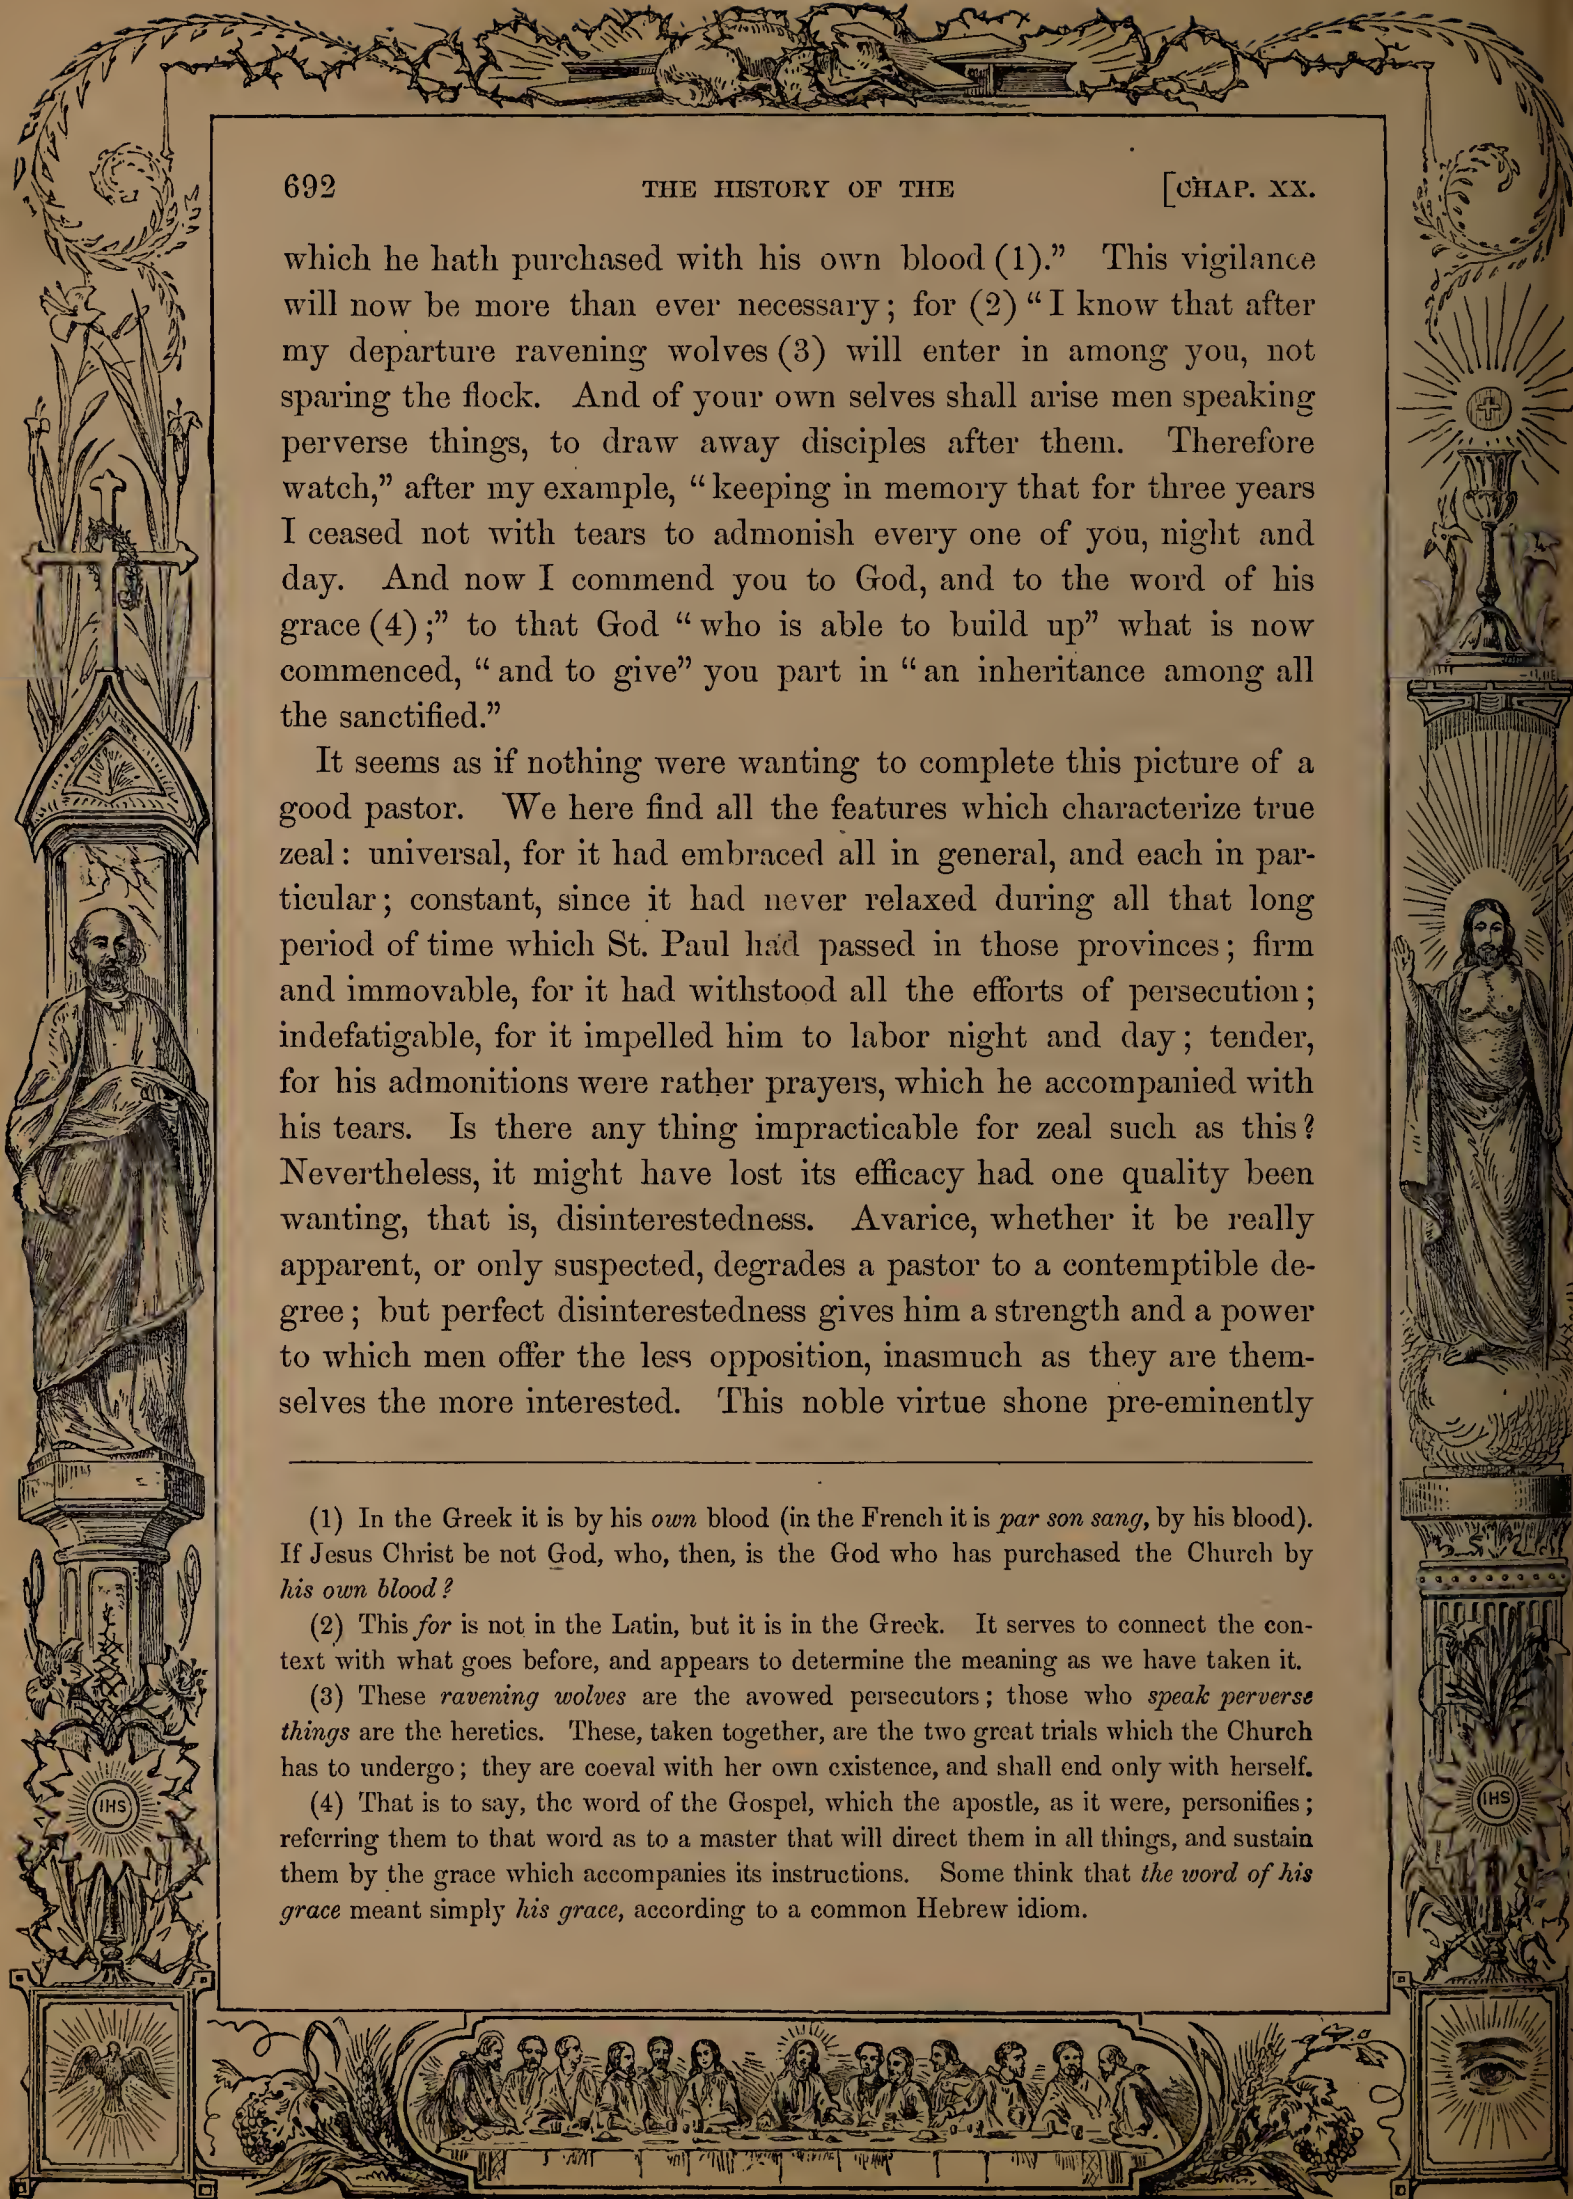 692 THE HISTORY OF THE [CHAP. XX.
which he hath purchased with his own blood (1).” This vigilance
will now be more than ever necessary; for (2) “I know that after
my departure ravening wolves (3) will enter in among you, not
sparing the flock. And of your own selves shall arise men speaking
perverse things, to draw away disciples after them. Therefore
watch,” after my example, “keeping in memory that for three years
I ceased not with tears to admonish every one of you, night and
day. And now I commend you to God, and to the word of his
grace (4);” to that God “who is able to build up” what is now
commenced, “and to give” you part in “an inheritance among all
the sanctified.”
It seems as if nothing were wanting to complete this picture of a
good pastor. We here find all the features which characterize true
zeal: universal, for it had embraced all in general, and each in par-
ticular; constant, since it had never relaxed during all that long
period of time which St. Paul had passed in those provinces; firm
and immovable, for it had withstood all the efforts of persecution;
indefatigable, for it impelled him to labor night and day; tender,
for his admonitions were rather prayers, which he accompanied with
his tears. Is there any thing impracticable for zeal such as this?
Nevertheless, it might have lost its efficacy had one quality been
wanting, that is, disinterestedness. Avarice, whether it be really
apparent, or only suspected, degrades a pastor to a contemptible de-
gree; but perfect disinterestedness gives him a strength and a power
to which men offer the less opposition, inasmuch as they are them-
selves the more interested. This noble virtue shone pre-eminently
(1) In the Greek it is by his own blood (in the French it is par son sang, by his blood).
If Jesus Christ be not God, who, then, is the God who has purchased the Church by
his own blood?
(2) This for is not in the Latin, but it is in the Greek. It serves to connect the con-
text with what goes before, and appears to determine the meaning as we have taken it.
(3) These ravening wolves are the avowed persecutors; those who speak perverse
things are the heretics. These, taken together, are the two great trials which the Church
has to undergo; they are coeval with her own existence, and shall end only with herself.
(4) That is to say, the word of the Gospel, which the apostle, as it were, personifies;
referring them to that word as to a master that will direct them in all things, and sustain
them by the grace which accompanies its instructions. Some think that the word of his
grace meant simply his grace, according to a common Hebrew idiom.
IHS
IHS